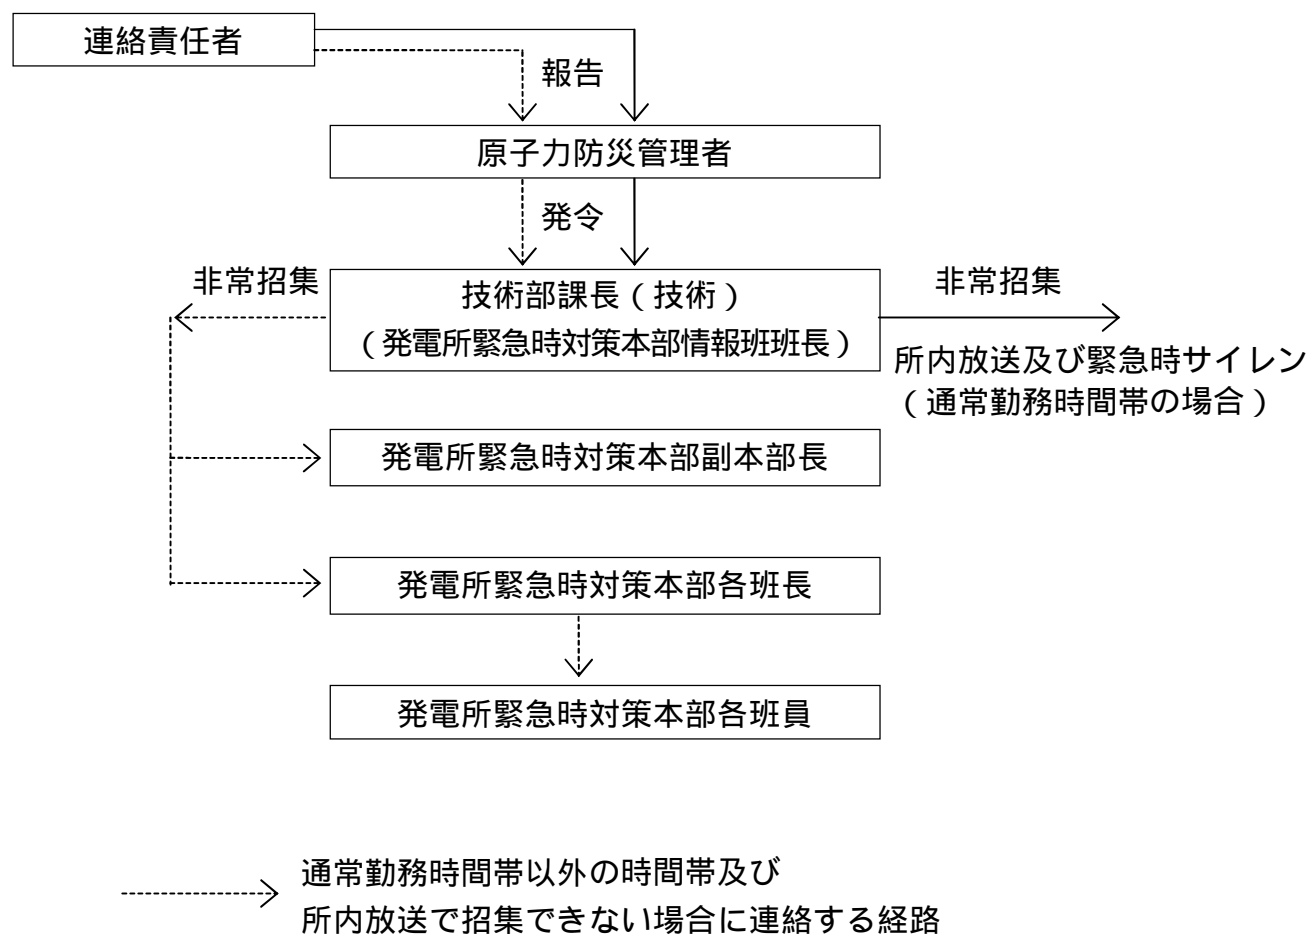 連絡責任者
報告
原子力防災管理者
発令
非常招集
技術部課長(技術)
(発電所緊急時対策本部情報班班長)
非常招集
所内放送及び緊急時サイレン
(通常勤務時間帯の場合)
発電所緊急時対策本部副本部長
発電所緊急時対策本部各班長
発電所緊急時対策本部各班員
通常勤務時間帯以外の時間帯及び
所内放送で招集できない場合に連絡する経路